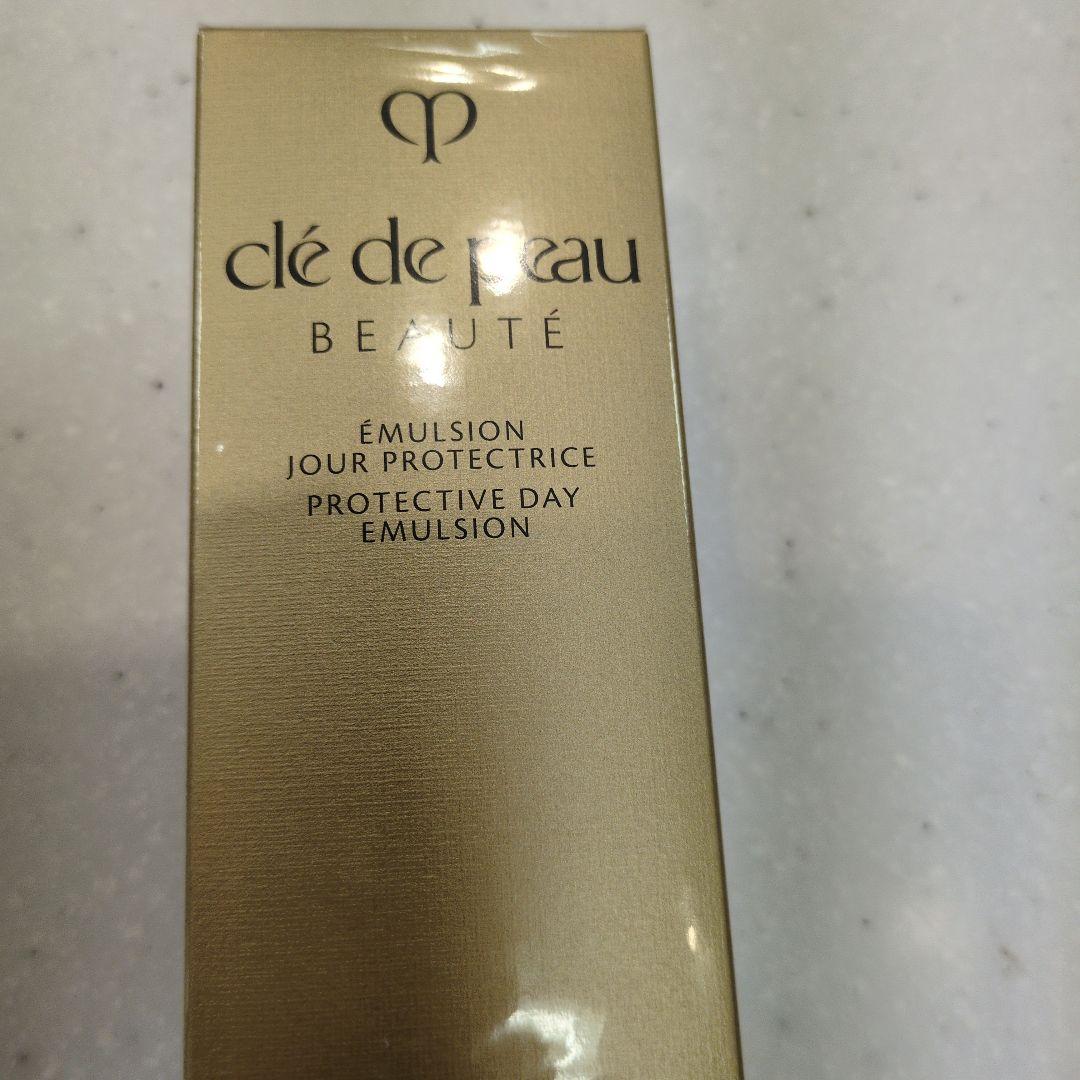 clé de peau
BEAUTÉ
ÉMULSION
JOUR PROTECTRICE
PROTECTIVE DAY
EMULSION